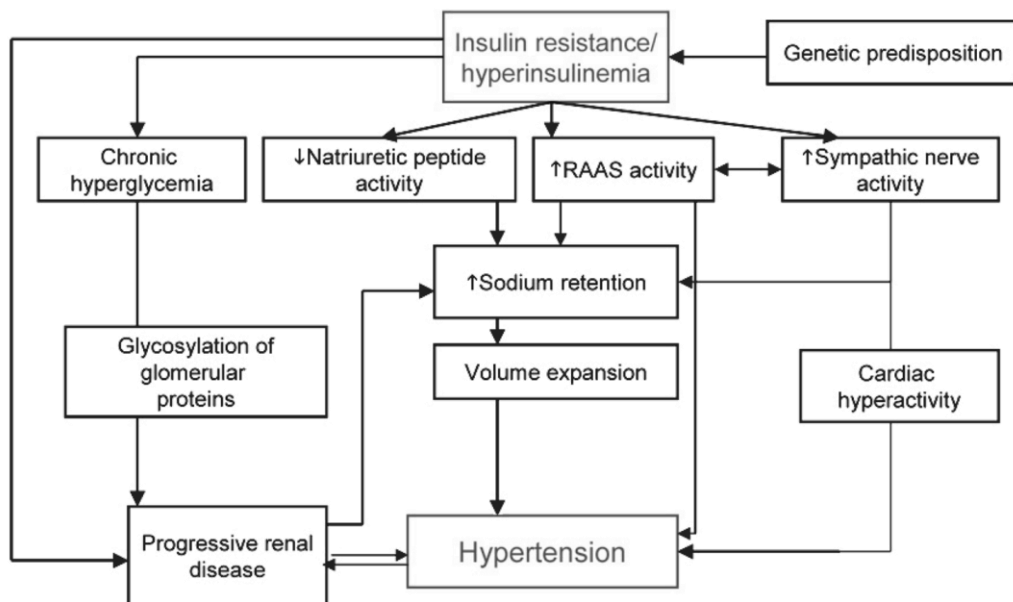 Insulin resistance/
hyperinsulinemia
Genetic predisposition
Chronic
hyperglycemia
↓Natriuretic peptide
activity
↑RAAS activity
↑Sympathic nerve
activity
↑Sodium retention
Glycosylation of
glomerular
proteins
Volume expansion
Cardiac
hyperactivity
Progressive renal
disease
Hypertension